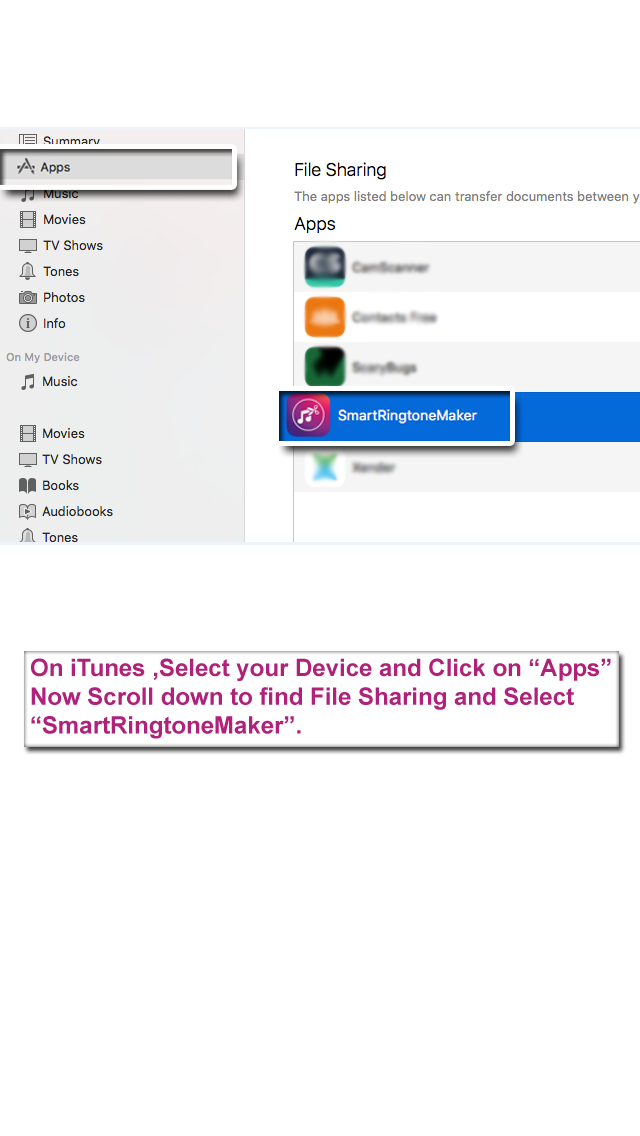 Summary
Apps
Music
Movies
TV Shows
Tones
Photos
Info
On My Device
Music
Movies
TV Shows
Books
Audiobooks
Tones
File Sharing
The apps listed below can transfer documents between y
Apps
CamScanner
Contacts Free
ScaryBugs
SmartRingtoneMaker
Xender
On iTunes ,Select your Device and Click on “Apps”
Now Scroll down to find File Sharing and Select
“SmartRingtoneMaker”.